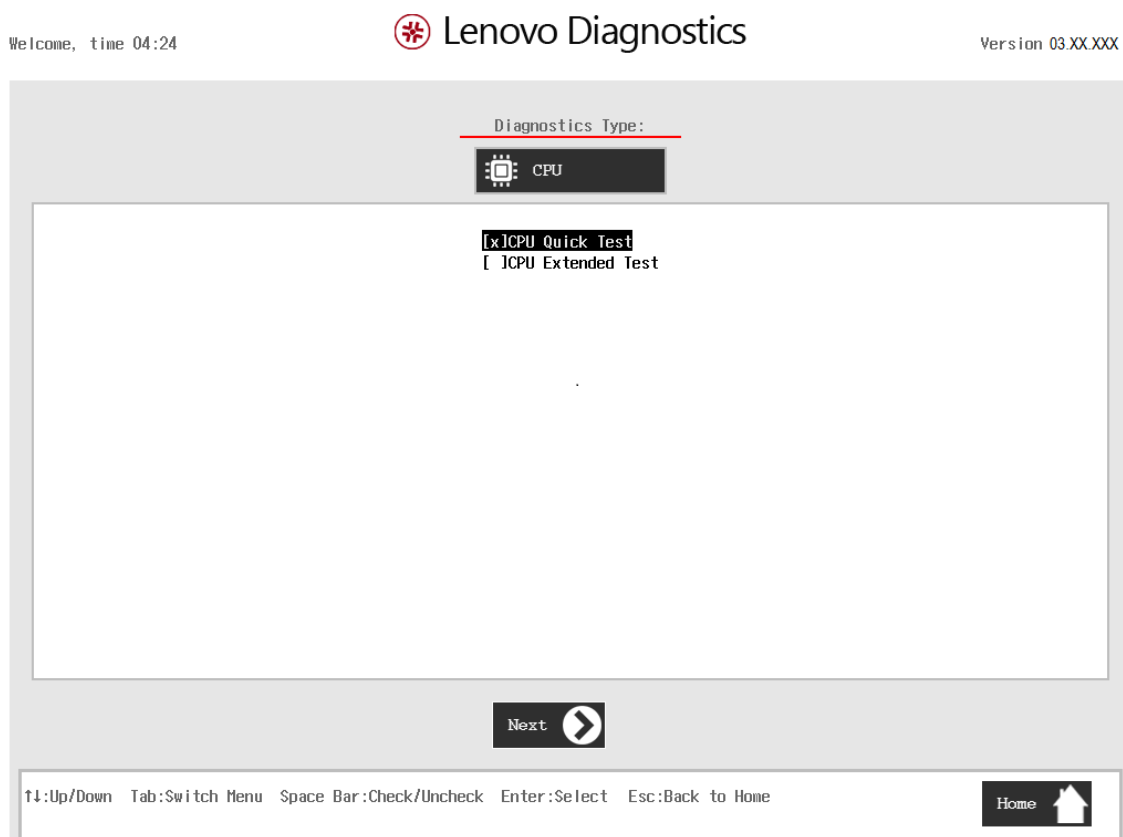 Welcome, time 04:24
Lenovo Diagnostics
Version 03.XX.XXX
Diagnostics Type:
CPU
[x]CPU Quick Test
[ ]CPU Extended Test
Next
↑↓:Up/Down Tab:Switch Menu Space Bar:Check/Uncheck Enter:Select Esc:Back to Home
Home